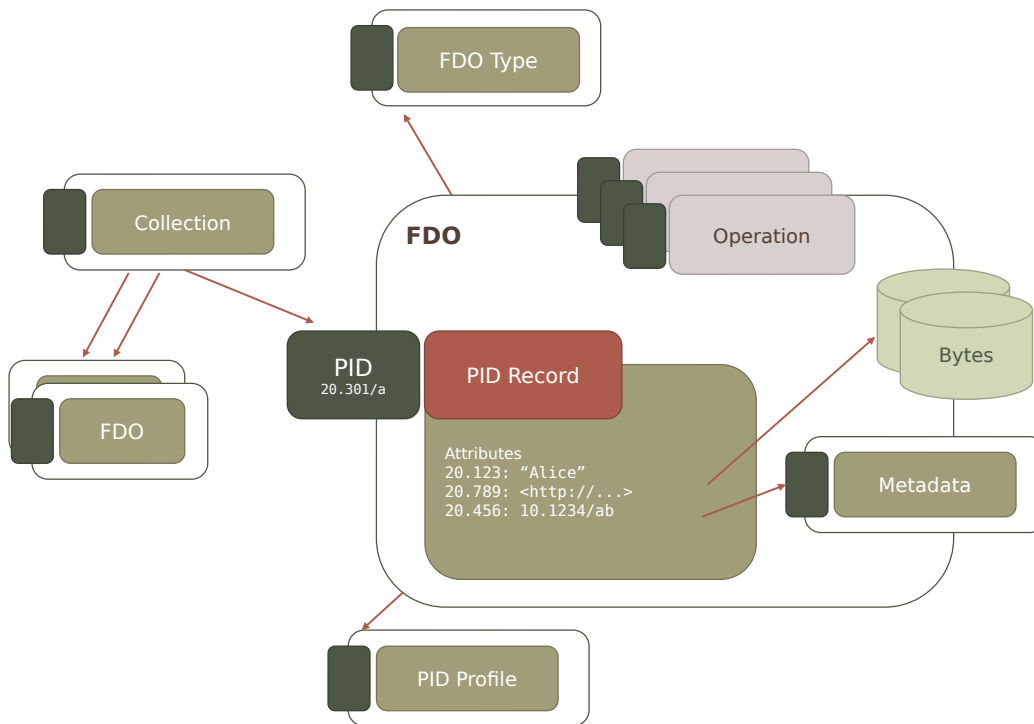 FDO Type
Collection
FDO
Operation
PID
20.301/a
PID Record
Bytes
FDO
Attributes
20.123: “Alice”
20.789: <http://...>
20.456: 10.1234/ab
Metadata
PID Profile